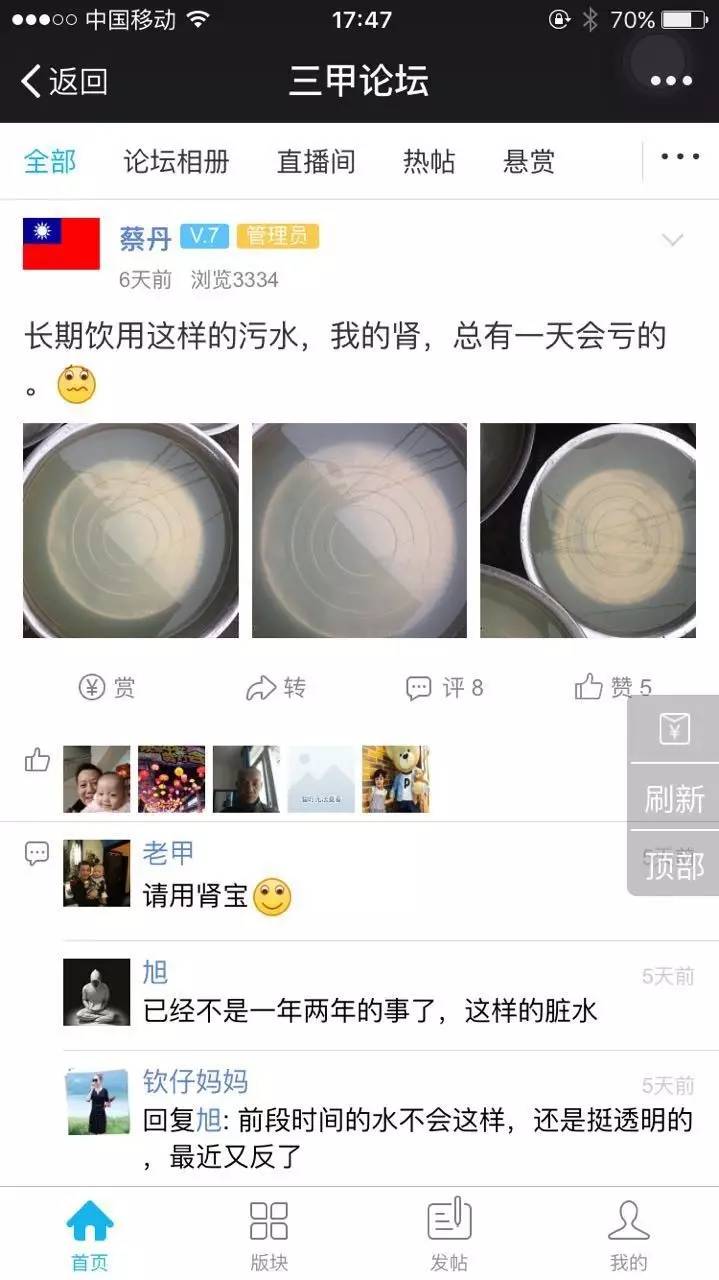 中国移动 17:47 70%
返回 三甲论坛
全部 论坛相册 直播间 热帖 悬赏
蔡丹 V.7 管理员
6天前 浏览3334
长期饮用这样的污水，我的肾，总有一天会亏的
。
赏 转 评 8 赞 5
¥
刷新
老甲
顶部
请用肾宝
旭 5天前
已经不是一年两年的事了，这样的脏水
钦仔妈妈 5天前
回复旭: 前段时间的水不会这样，还是挺透明的
，最近又反了
首页 版块 发帖 我的